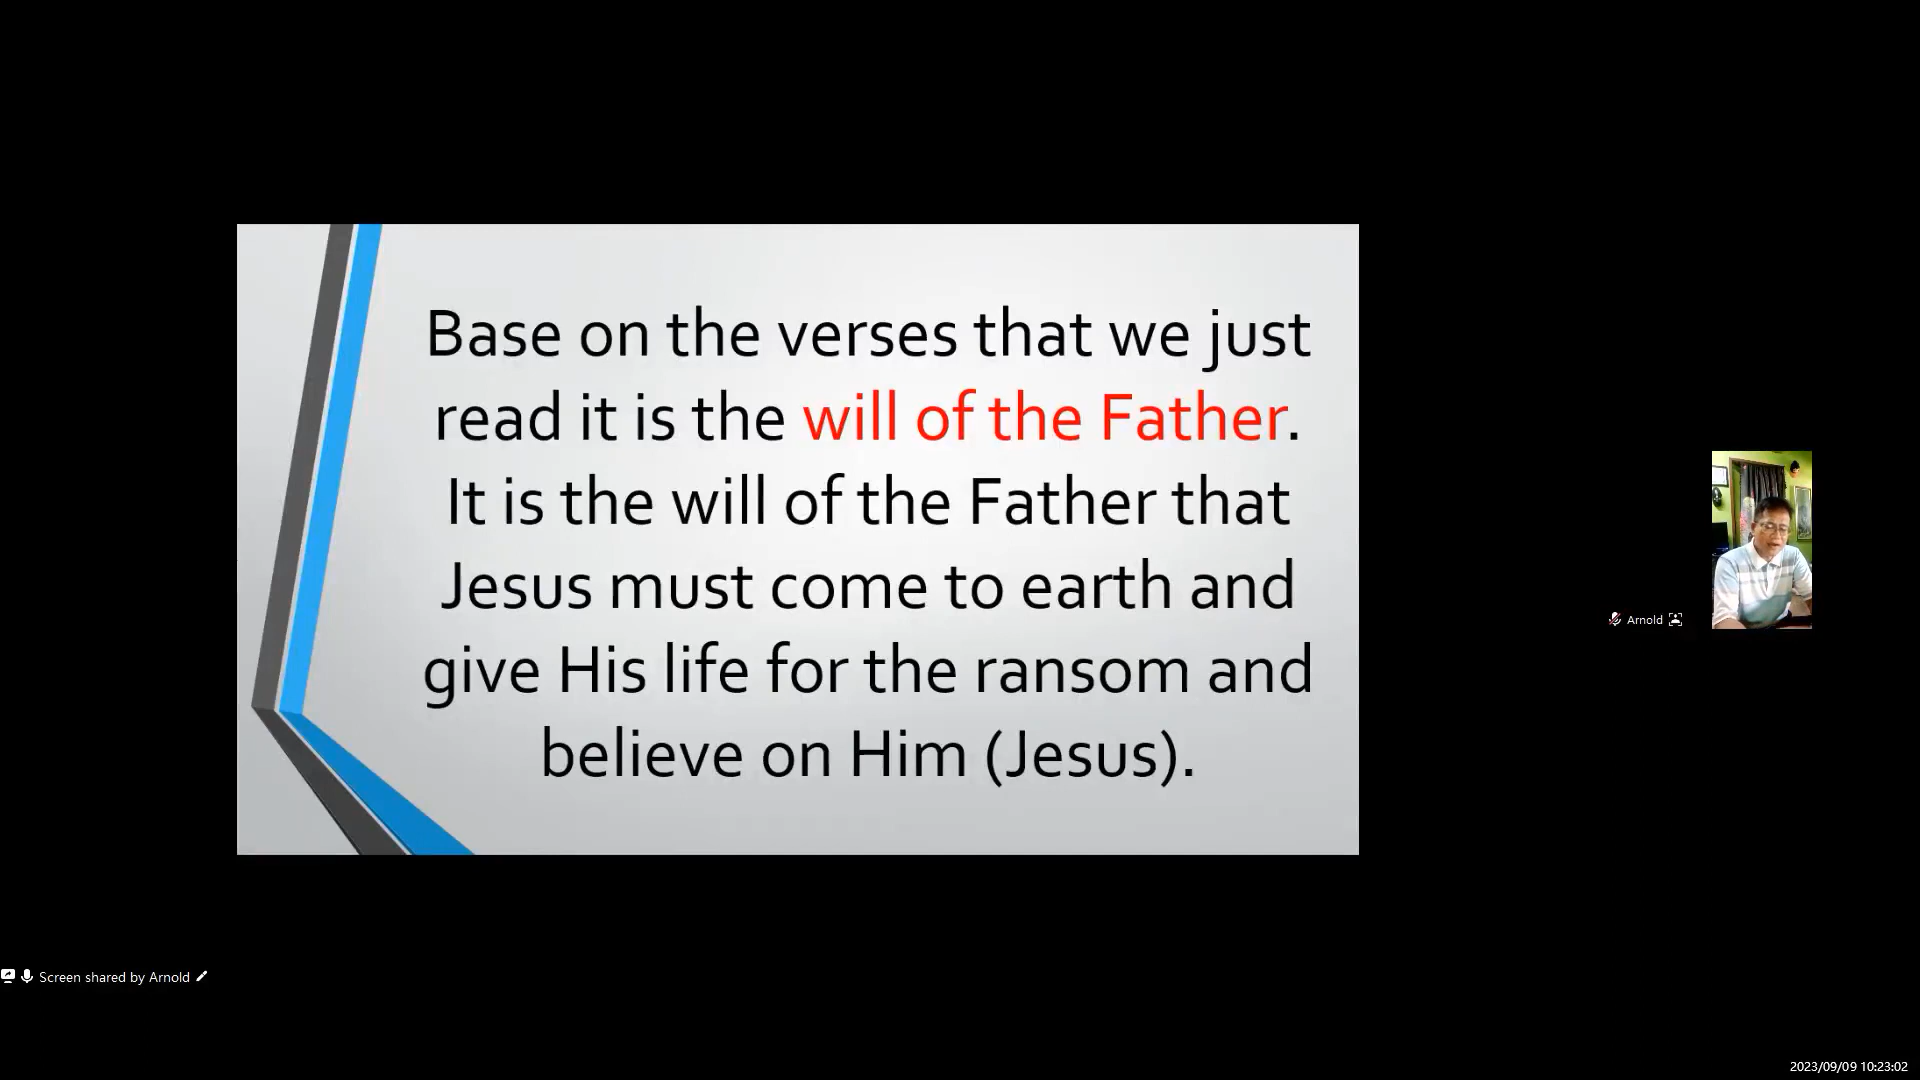 Base on the verses that we just
read it is the will of the Father.
It is the will of the Father that
Jesus must come to earth and
give His life for the ransom and
believe on Him (Jesus).
Arnold
Screen shared by Arnold
2023/09/09 10:23:02